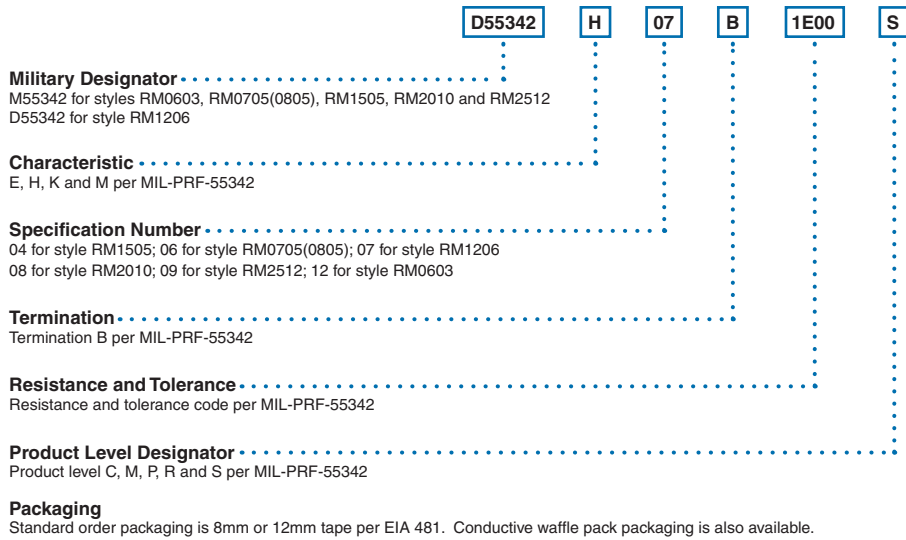 D55342 H 07 B 1E00 S
Military Designator
M55342 for styles RM0603, RM0705(0805), RM1505, RM2010 and RM2512
D55342 for style RM1206
Characteristic
E, H, K and M per MIL-PRF-55342
Specification Number
04 for style RM1505; 06 for style RM0705(0805); 07 for style RM1206
08 for style RM2010; 09 for style RM2512; 12 for style RM0603
Termination
Termination B per MIL-PRF-55342
Resistance and Tolerance
Resistance and tolerance code per MIL-PRF-55342
Product Level Designator
Product level C, M, P, R and S per MIL-PRF-55342
Packaging
Standard order packaging is 8mm or 12mm tape per EIA 481. Conductive waffle pack packaging is also available.